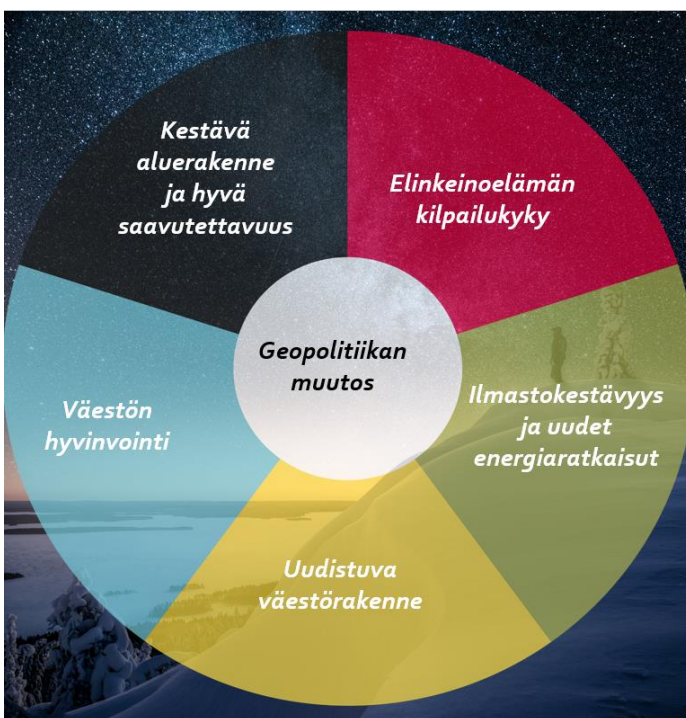 Kestävä
aluerakenne
ja hyvä
saavutettavuus
Elinkeinoelämän
kilpailukyky
Geopolitiikan
muutos
Ilmastokestävyys
ja uudet
energiaratkaisut
Väestön
hyvinvointi
Uudistuva
väestörakenne